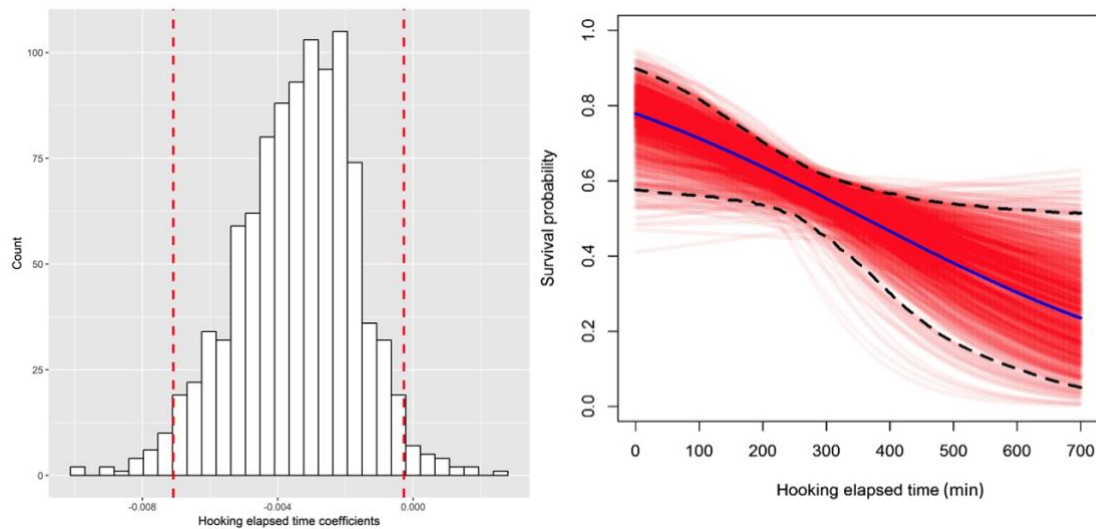 100
75
50
25
0
Count
-0.008
-0.004
0.000
Hooking elapsed time coefficients
1.0
0.8
0.6
0.4
0.2
0.0
Survival probability
0 100 200 300 400 500 600 700
Hooking elapsed time (min)